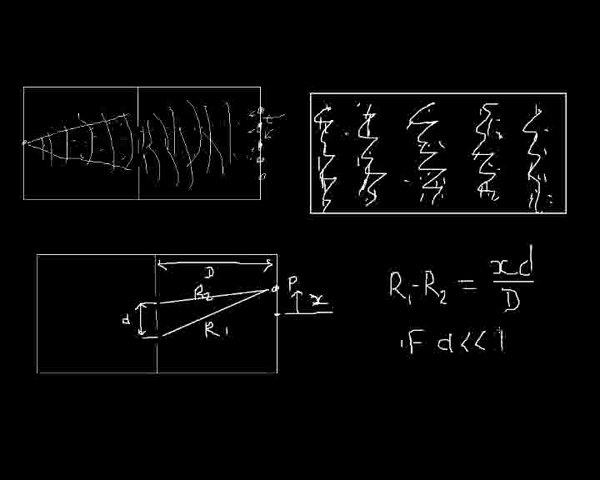 D
P
R2
x
d
R1
R1-R2 = xd/D
iF d<<1